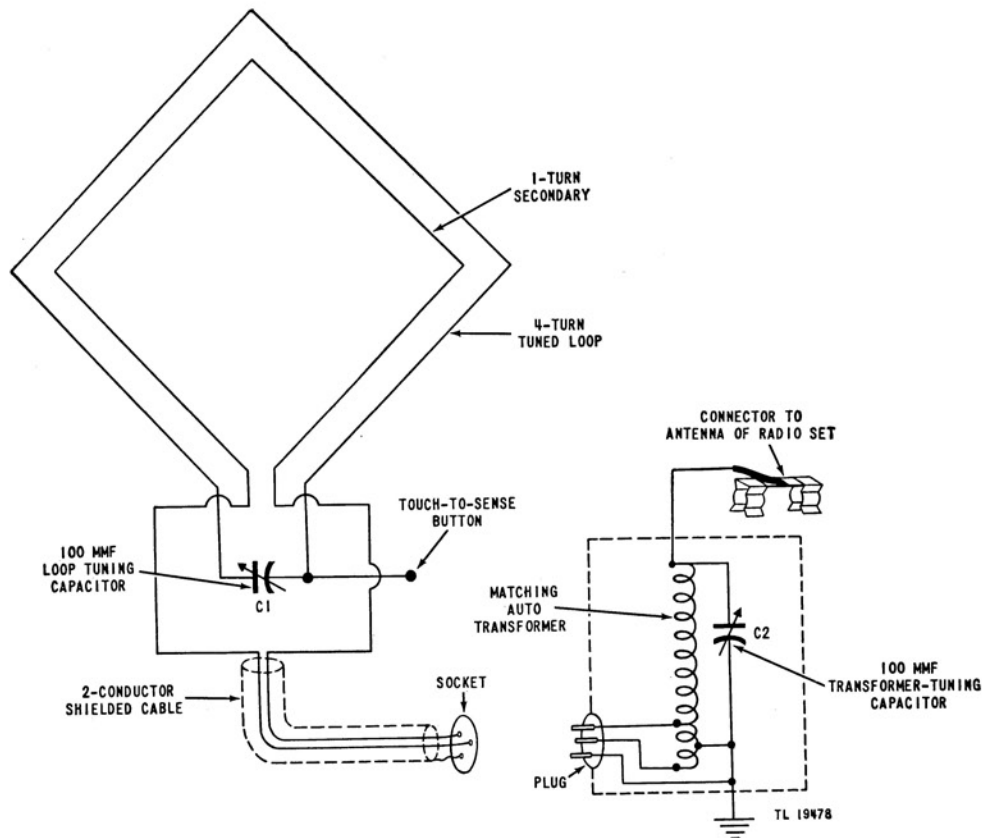 1-TURN
SECONDARY
4-TURN
TUNED LOOP
CONNECTOR TO
ANTENNA OF RADIO SET
TOUCH-TO-SENSE
BUTTON
100 MMF
LOOP TUNING
CAPACITOR
C1
MATCHING
AUTO
TRANSFORMER
C2
100 MMF
TRANSFORMER-TUNING
CAPACITOR
2-CONDUCTOR
SHIELDED CABLE
SOCKET
PLUG
TL 19478